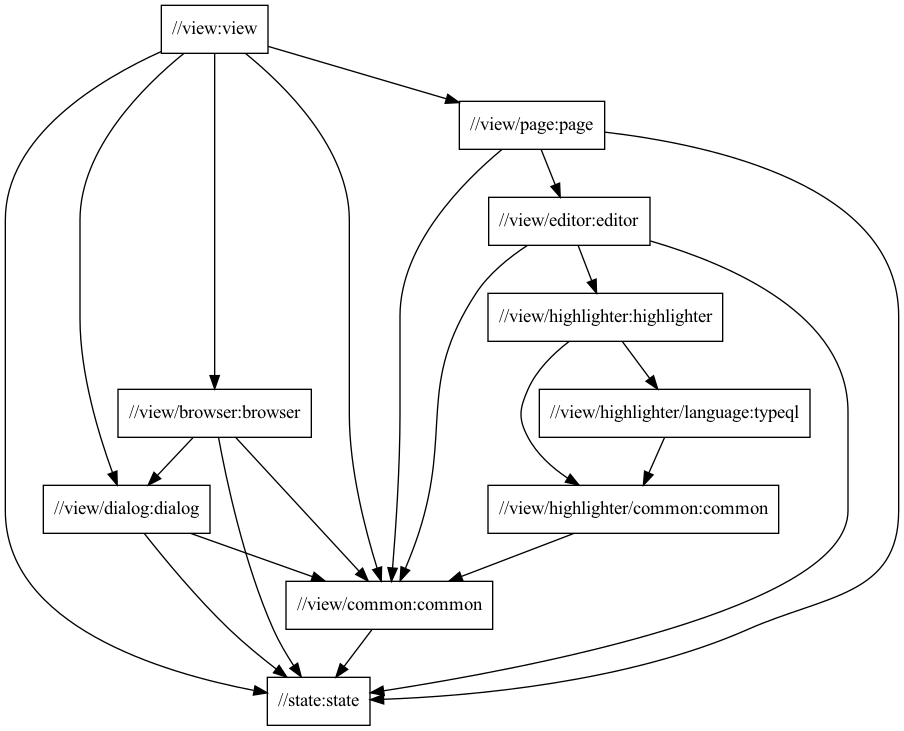 //view:view
//view/page:page
//view/editor:editor
//view/highlighter:highlighter
//view/browser:browser
//view/highlighter/language:typeql
//view/dialog:dialog
//view/highlighter/common:common
//view/common:common
//state:state